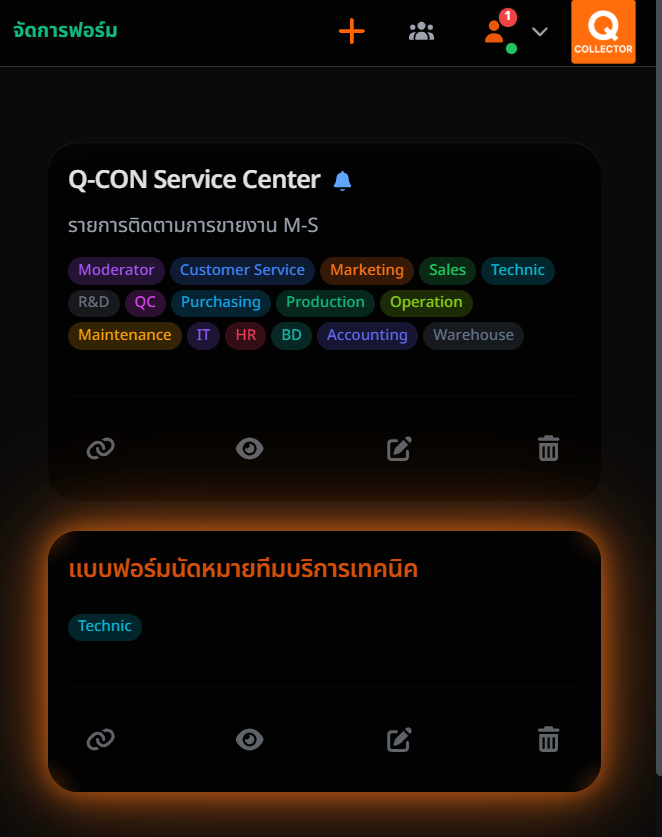 จัดการฟอร์ม
1
Q
COLLECTOR
Q-CON Service Center
รายการติดตามการขายงาน M-S
Moderator Customer Service Marketing Sales Technic
R&D QC Purchasing Production Operation
Maintenance IT HR BD Accounting Warehouse
แบบฟอร์มนัดหมายทีมบริการเทคนิค
Technic